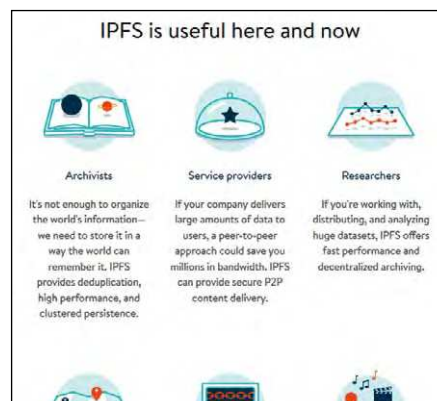 IPFS is useful here and now
Archivists
It's not enough to organize
the world's information—
we need to store it in a
way the world can
remember it. IPFS
provides deduplication,
high performance, and
clustered persistence.
Service providers
If your company delivers
large amounts of data to
users, a peer-to-peer
approach could save you
millions in bandwidth. IPFS
can provide secure P2P
content delivery.
Researchers
If you're working with,
distributing, and analyzing
huge datasets, IPFS offers
fast performance and
decentralized archiving.